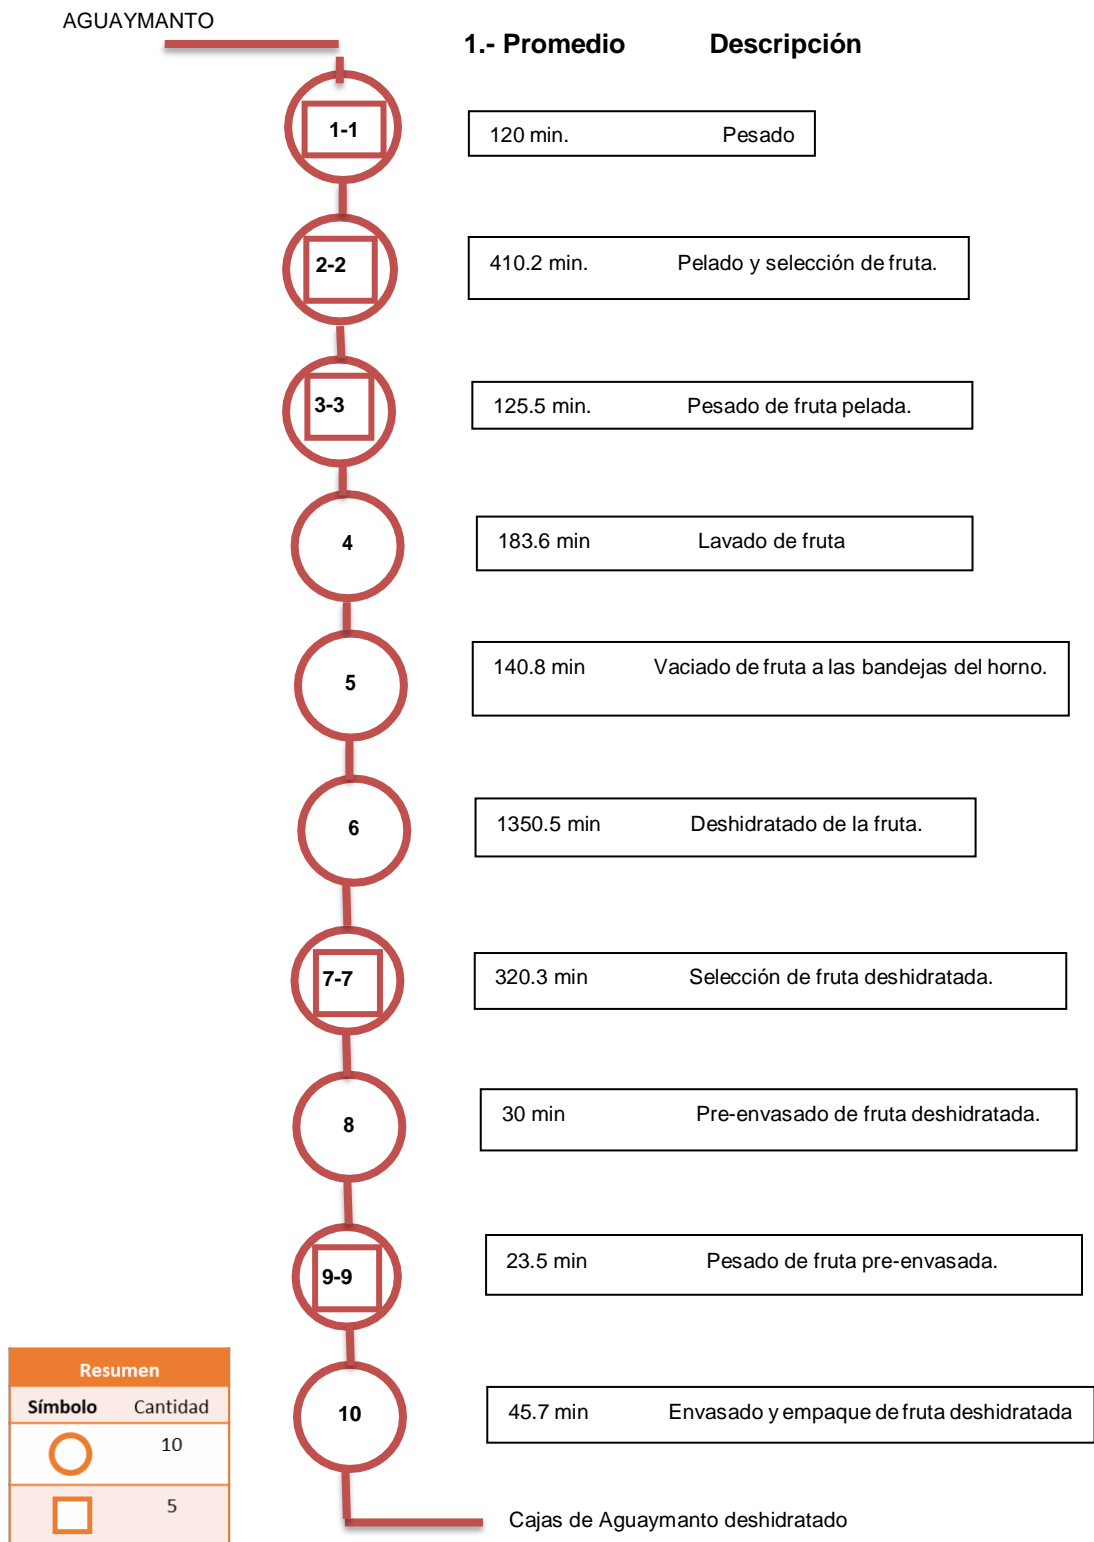 AGUAYMANTO
1.- Promedio Descripción
1-1
120 min. Pesado
2-2
410.2 min. Pelado y selección de fruta.
3-3
125.5 min. Pesado de fruta pelada.
4
183.6 min Lavado de fruta
5
140.8 min Vaciado de fruta a las bandejas del horno.
6
1350.5 min Deshidratado de la fruta.
7-7
320.3 min Selección de fruta deshidratada.
8
30 min Pre-envasado de fruta deshidratada.
9-9
23.5 min Pesado de fruta pre-envasada.
10
45.7 min Envasado y empaque de fruta deshidratada
Resumen
Símbolo Cantidad
10
5
Cajas de Aguaymanto deshidratado